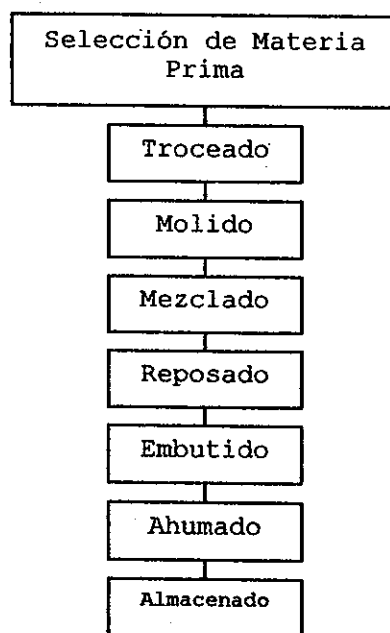 Selección de Materia
Prima
Troceado
Molido
Mezclado
Reposado
Embutido
Ahumado
Almacenado